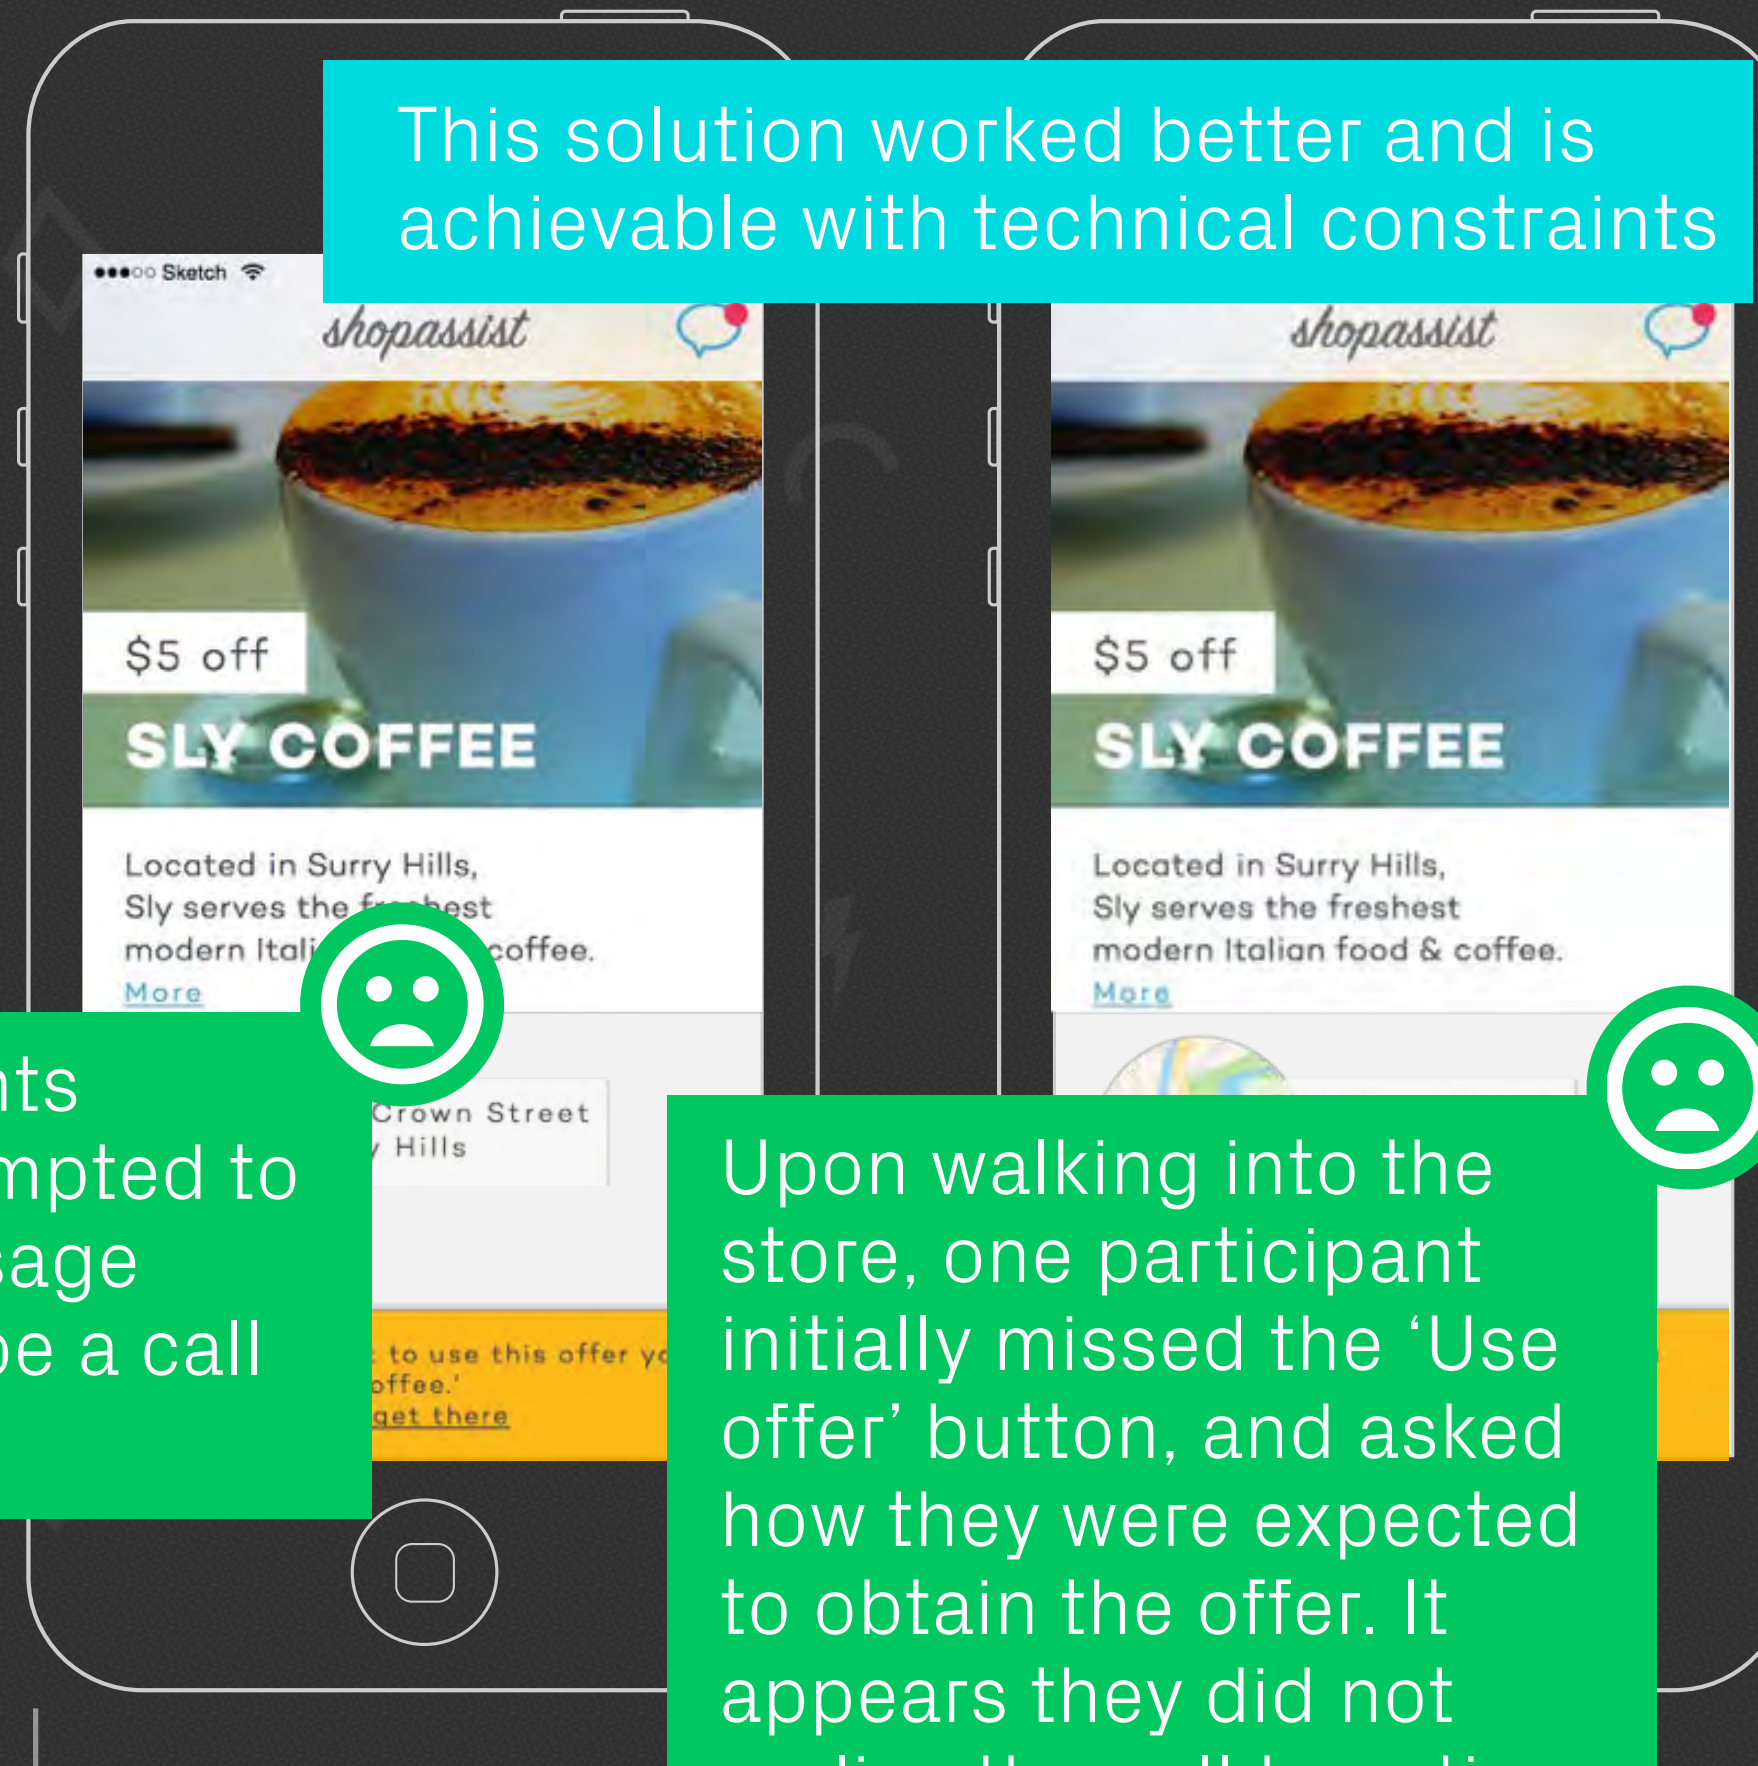 This solution worked better and is
achievable with technical constraints
Sketch
shopassist
$5 off
SLY COFFEE
Located in Surry Hills,
Sly serves the freshest
modern Itali coffee.
More
Crown Street
Hills
to use this offer
offee.'
get there
nts
mpted to
sage
be a call
shopassist
$5 off
SLY COFFEE
Located in Surry Hills,
Sly serves the freshest
modern Italian food & coffee.
More
Upon walking into the
store, one participant
initially missed the ‘Use
offer’ button, and asked
how they were expected
to obtain the offer. It
appears they did not